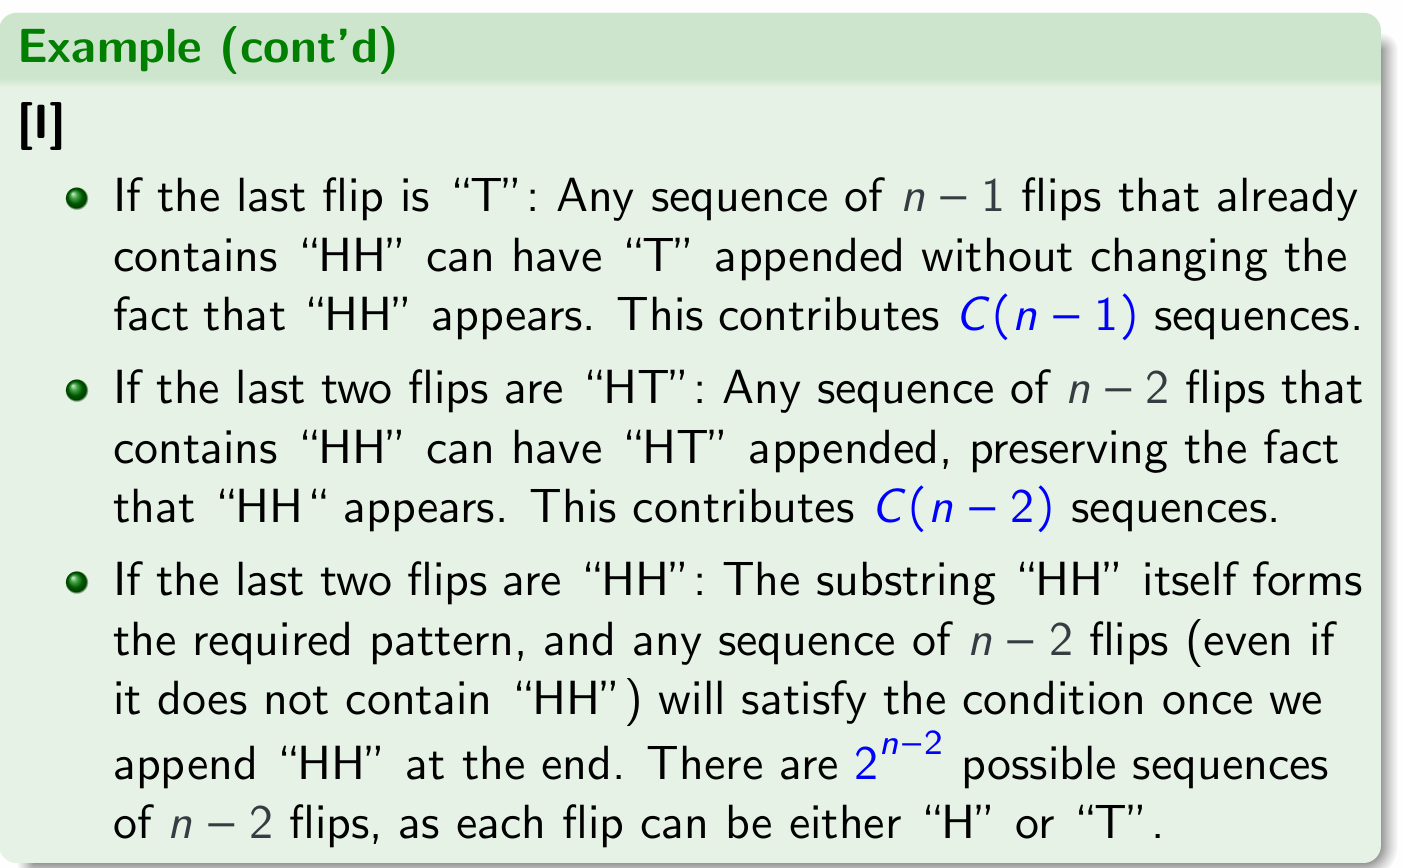 Example (cont’d)
[I]
If the last flip is “T”: Any sequence of n − 1 flips that already
contains “HH” can have “T” appended without changing the
fact that “HH” appears. This contributes C(n − 1) sequences.
If the last two flips are “HT”: Any sequence of n − 2 flips that
contains “HH” can have “HT” appended, preserving the fact
that “HH“ appears. This contributes C(n − 2) sequences.
If the last two flips are “HH”: The substring “HH” itself forms
the required pattern, and any sequence of n − 2 flips (even if
it does not contain “HH”) will satisfy the condition once we
append “HH” at the end. There are 2^{n−2} possible sequences
of n − 2 flips, as each flip can be either “H” or “T”.